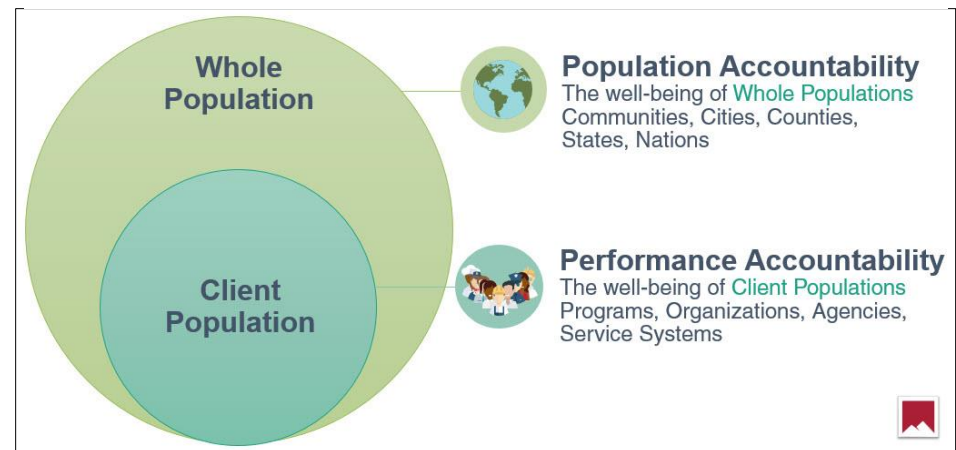 Whole
Population
Population Accountability
The well-being of Whole Populations
Communities, Cities, Counties,
States, Nations
Client
Population
Performance Accountability
The well-being of Client Populations
Programs, Organizations, Agencies,
Service Systems